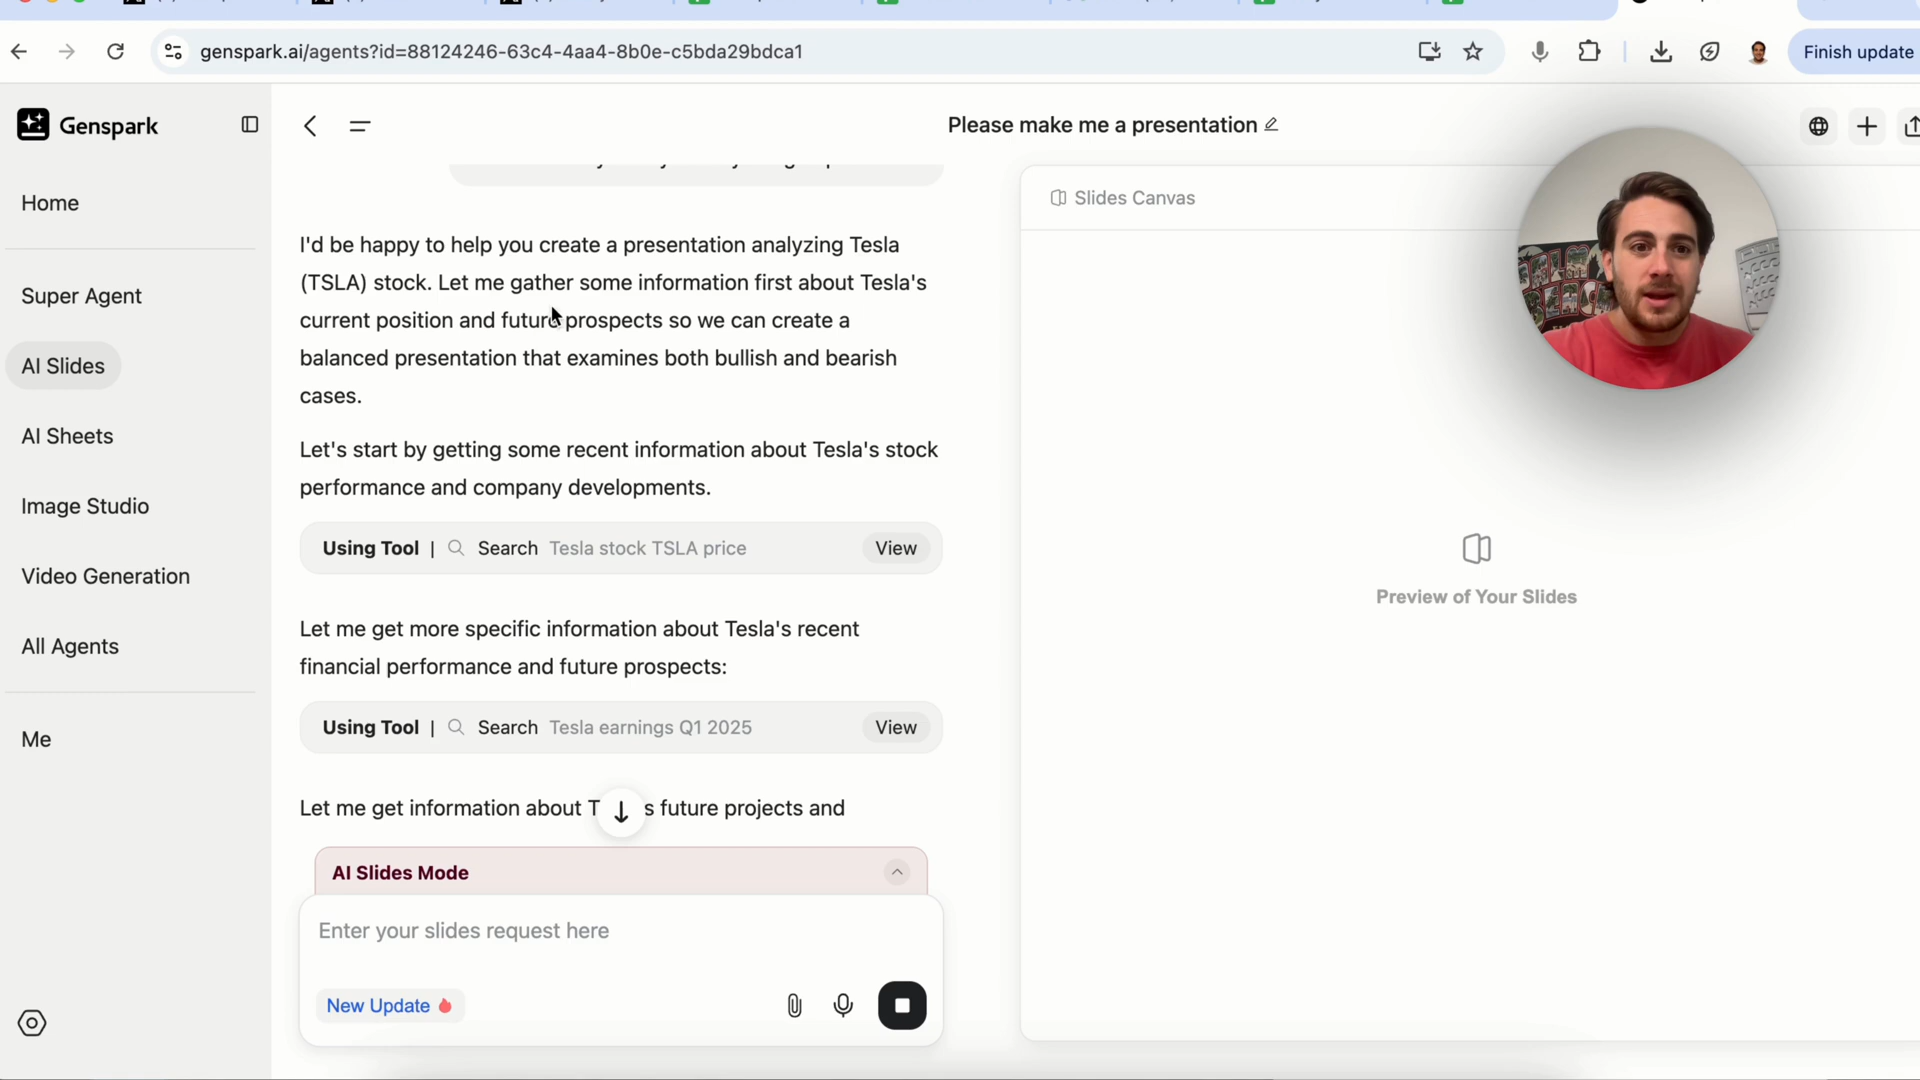 genspark.ai/agents?id=88124246-63c4-4aa4-8b0e-c5bda29bdca1
Finish update
Genspark
Please make me a presentation
Home
Super Agent
AI Slides
AI Sheets
Image Studio
Video Generation
All Agents
Me
I'd be happy to help you create a presentation analyzing Tesla
(TSLA) stock. Let me gather some information first about Tesla's
current position and future prospects so we can create a
balanced presentation that examines both bullish and bearish
cases.
Let's start by getting some recent information about Tesla's stock
performance and company developments.
Using Tool | Search Tesla stock TSLA price View
Let me get more specific information about Tesla's recent
financial performance and future prospects:
Using Tool | Search Tesla earnings Q1 2025 View
Let me get information about T s future projects and
AI Slides Mode
Enter your slides request here
New Update
Slides Canvas
Preview of Your Slides